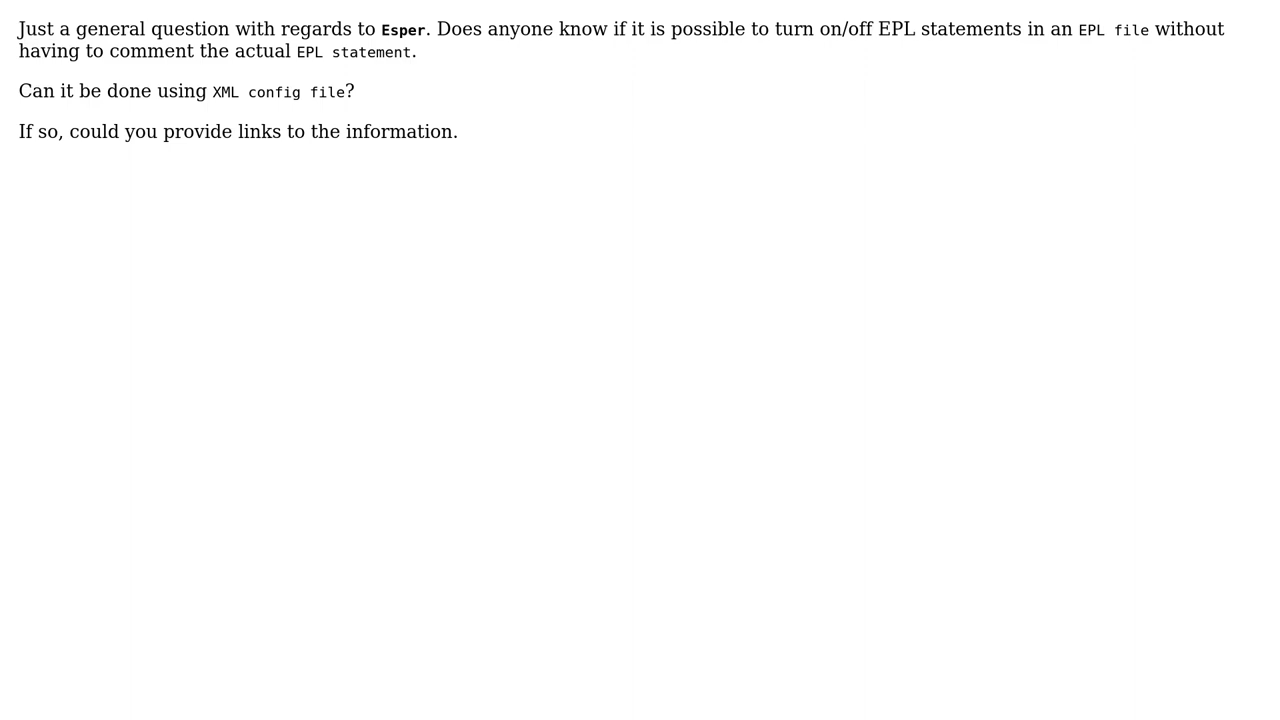 Just a general question with regards to Esper. Does anyone know if it is possible to turn on/off EPL statements in an EPL file without
having to comment the actual EPL statement.
Can it be done using XML config file?
If so, could you provide links to the information.